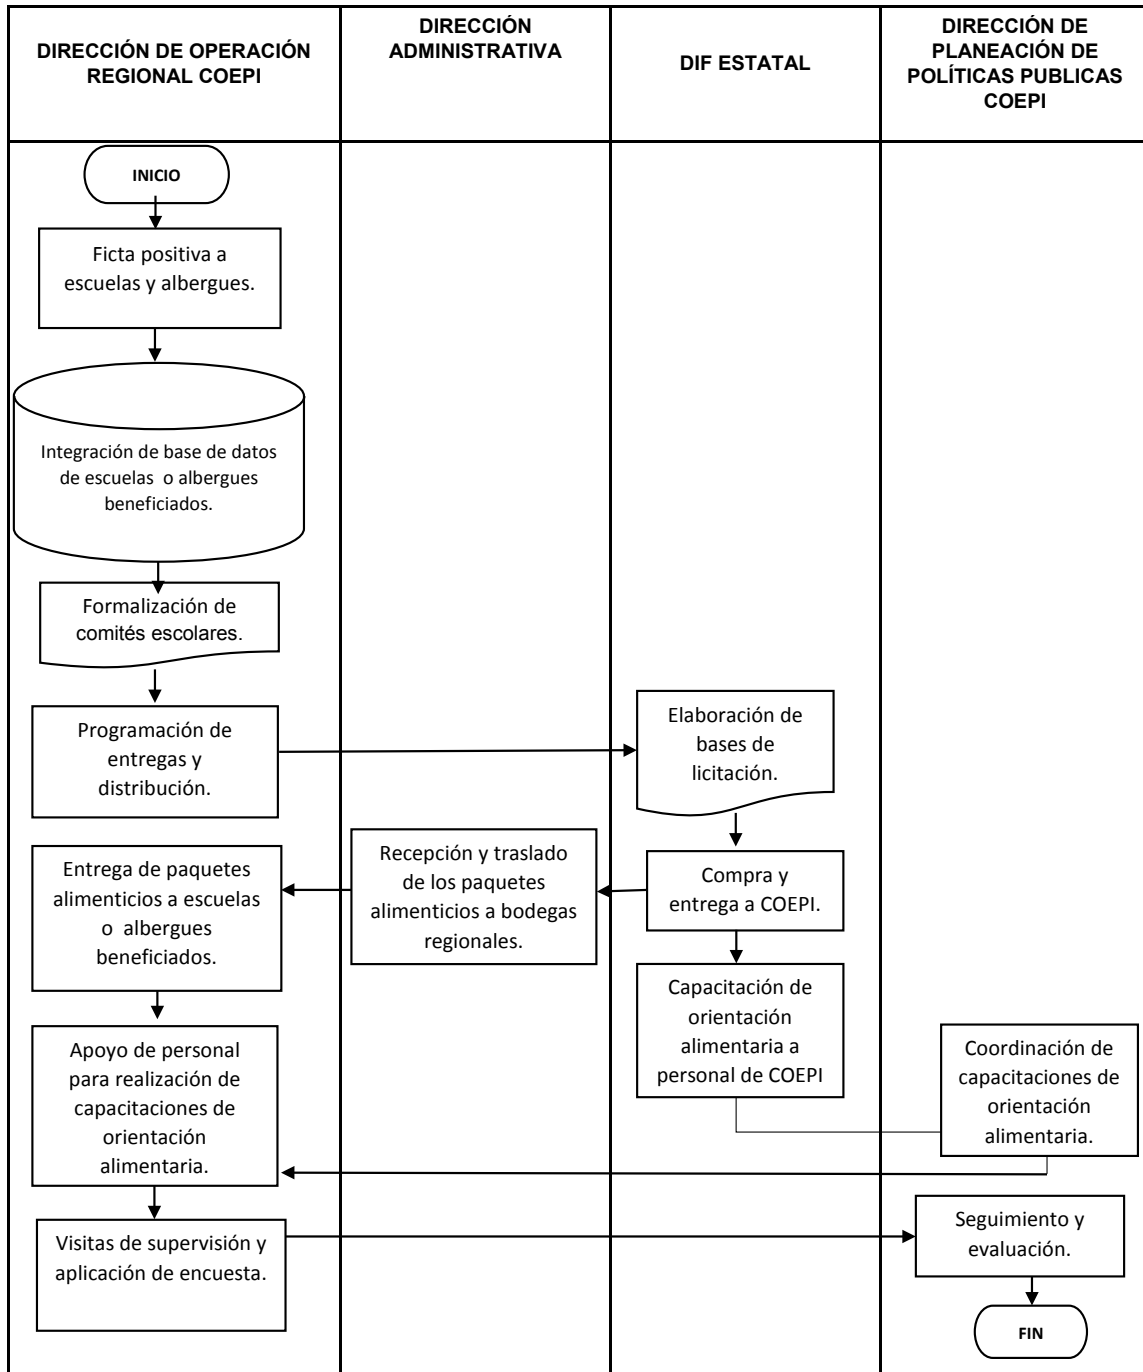 DIRECCIÓN DE OPERACIÓN
REGIONAL COEPI
DIRECCIÓN
ADMINISTRATIVA
DIF ESTATAL
DIRECCIÓN DE
PLANEACIÓN DE
POLÍTICAS PUBLICAS
COEPI
INICIO
Ficta positiva a
escuelas y albergues.
Integración de base de datos
de escuelas o albergues
beneficiados.
Formalización de
comités escolares.
Programación de
entregas y
distribución.
Elaboración de
bases de
licitación.
Compra y
entrega a COEPI.
Recepción y traslado
de los paquetes
alimenticios a bodegas
regionales.
Entrega de paquetes
alimenticios a escuelas
o albergues
beneficiados.
Capacitación de
orientación
alimentaria a
personal de COEPI
Coordinación de
capacitaciones de
orientación
alimentaria.
Apoyo de personal
para realización de
capacitaciones de
orientación
alimentaria.
Visitas de supervisión y
aplicación de encuesta.
Seguimiento y
evaluación.
FIN